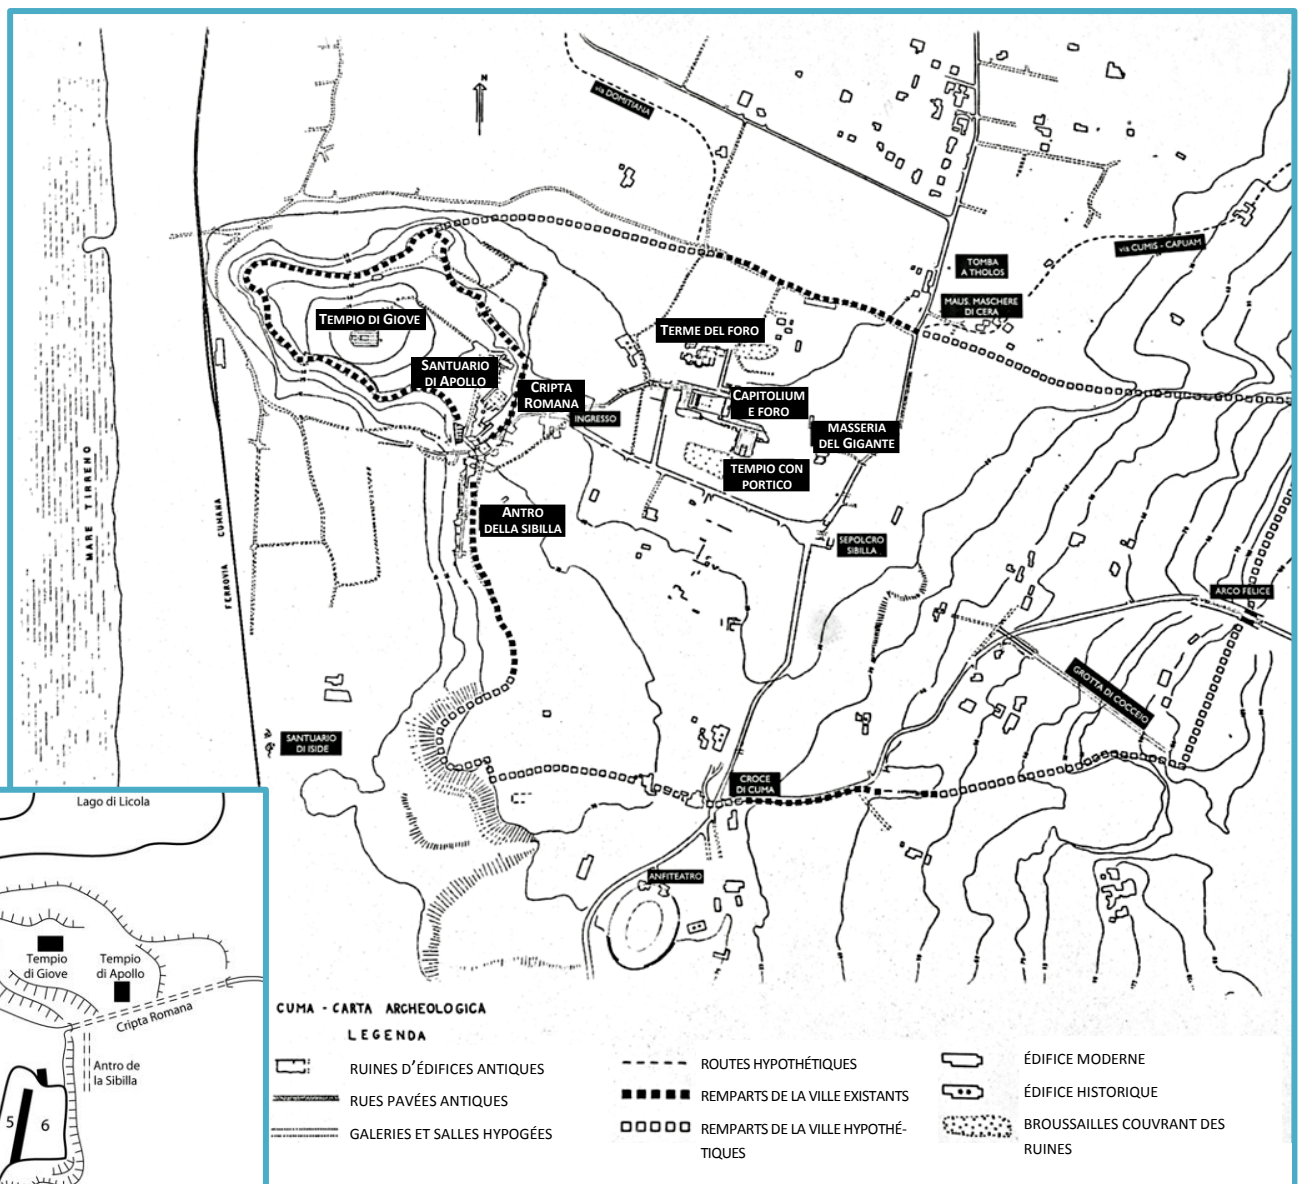 N
via DOMITIANA
via CUMIS - CAPUAM
TOMBA
A THOLOS
MAUS. MASCHERE
DI CERA
TEMPIO DI GIOVE
TERME DEL FORO
SANTUARIO
DI APOLLO
CRIPTA
ROMANA
CAPITOLIUM
E FORO
INGRESSO
MASSERIA
DEL GIGANTE
TEMPIO CON
PORTICO
ANTRO
DELLA SIBILLA
SEPOLCRO
SIBILLA
MARE TIRRENO
FERROVIA CUMANA
ARCO FELICE
GROTTA DI COCCEIO
SANTUARIO
DI ISIDE
CROCE
DI CUMA
ANFITEATRO
Lago di Licola
Tempio
di Giove
Tempio
di Apollo
Cripta Romana
Antro de
la Sibilla
5
6
CUMA - CARTA ARCHEOLOGICA
LEGENDA
RUINES D'ÉDIFICES ANTIQUES
RUES PAVÉES ANTIQUES
GALERIES ET SALLES HYPOGÉES
ROUTES HYPOTHÉTIQUES
REMPARTS DE LA VILLE EXISTANTS
REMPARTS DE LA VILLE HYPOTHÉ-
TIQUES
ÉDIFICE MODERNE
ÉDIFICE HISTORIQUE
BROUSSAILLES COUVRANT DES
RUINES